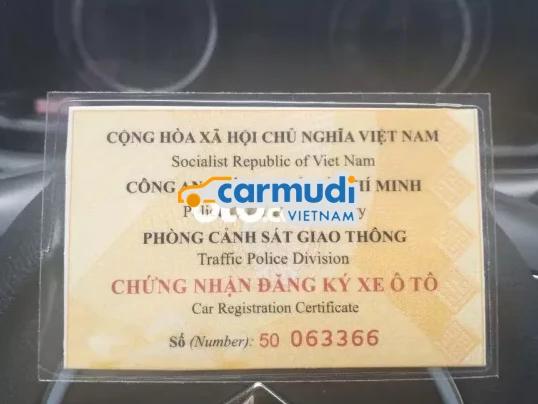 CỘNG HÒA XÃ HỘI CHỦ NGHĨA VIỆT NAM
Socialist Republic of Viet Nam
CÔNG AN HÍ MINH
carmudi
VIETNAM
PHÒNG CẢNH SÁT GIAO THÔNG
Traffic Police Division
CHỨNG NHẬN ĐĂNG KÝ XE Ô TÔ
Car Registration Certificate
Số (Number): 50 063366